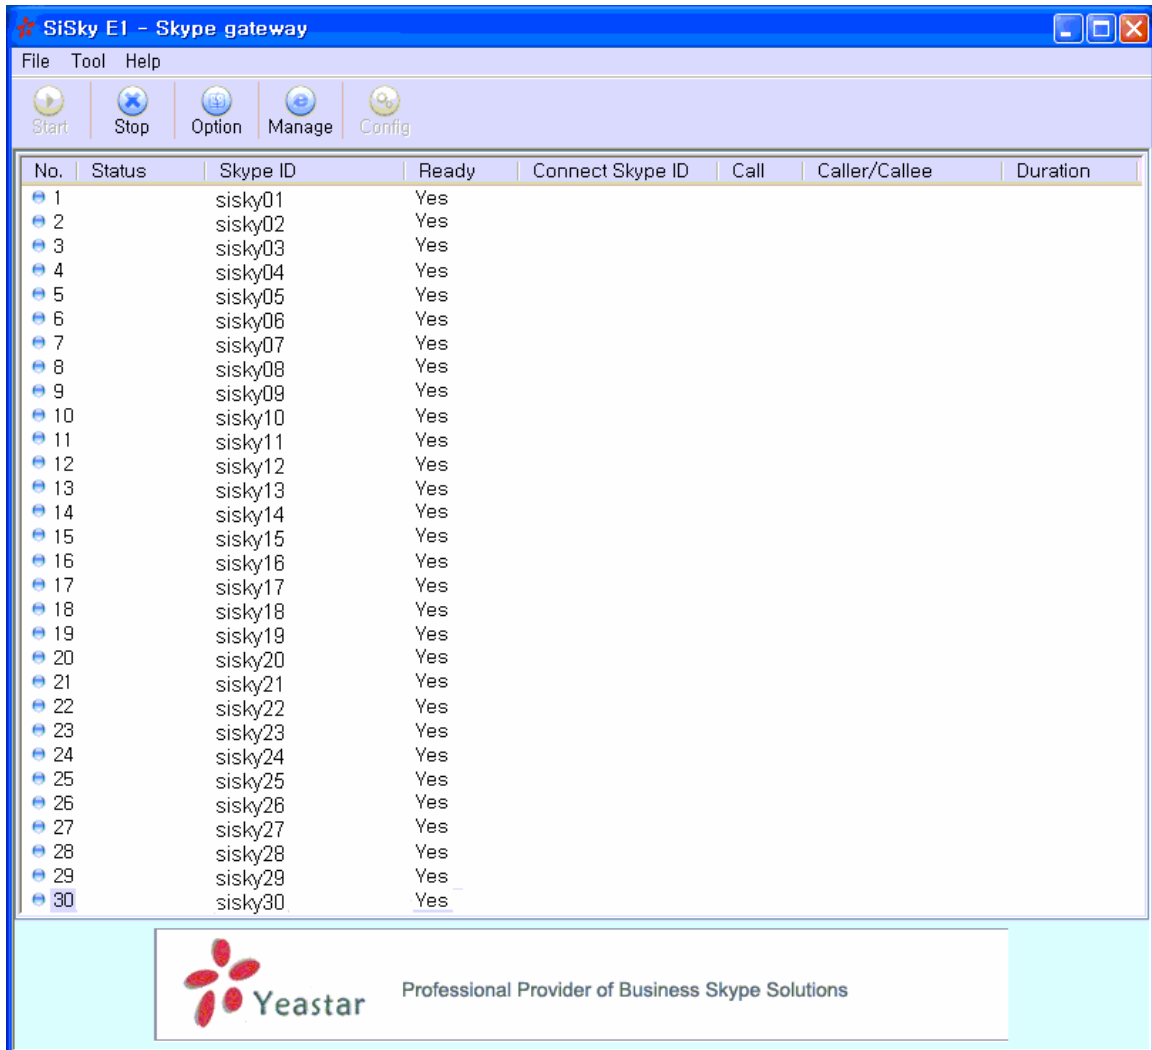 SiSky E1 - Skype gateway
File Tool Help
Start Stop Option Manage Config
No. Status Skype ID Ready Connect Skype ID Call Caller/Callee Duration
1 sisky01 Yes
2 sisky02 Yes
3 sisky03 Yes
4 sisky04 Yes
5 sisky05 Yes
6 sisky06 Yes
7 sisky07 Yes
8 sisky08 Yes
9 sisky09 Yes
10 sisky10 Yes
11 sisky11 Yes
12 sisky12 Yes
13 sisky13 Yes
14 sisky14 Yes
15 sisky15 Yes
16 sisky16 Yes
17 sisky17 Yes
18 sisky18 Yes
19 sisky19 Yes
20 sisky20 Yes
21 sisky21 Yes
22 sisky22 Yes
23 sisky23 Yes
24 sisky24 Yes
25 sisky25 Yes
26 sisky26 Yes
27 sisky27 Yes
28 sisky28 Yes
29 sisky29 Yes
30 sisky30 Yes
Yeastar Professional Provider of Business Skype Solutions